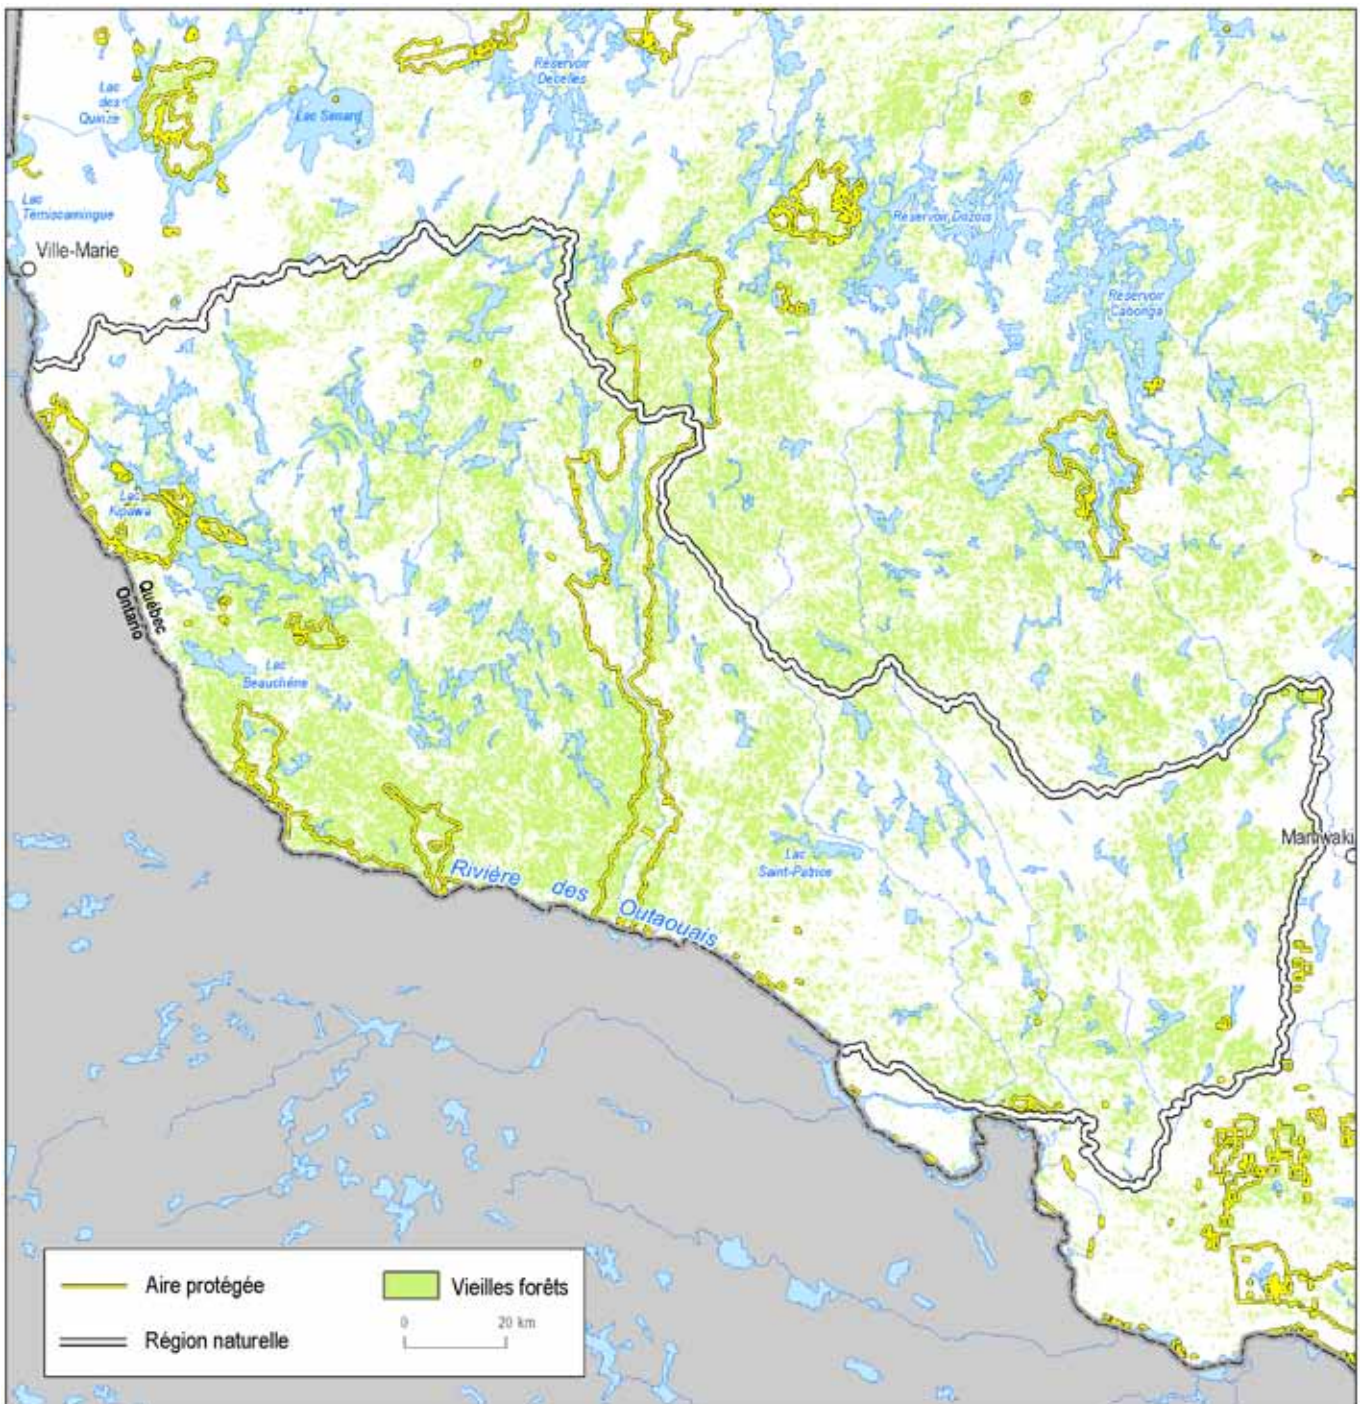 Réservoir
Decelles
Lac
des
Quinze
Lac Simard
Lac
Témiscamingue
Ville-Marie
Réservoir Dozois
Réservoir
Cabonga
Lac
Kipawa
Québec
Ontario
Lac
Beauchêne
Maniwaki
Lac
Saint-Patrice
Rivière des Outaouais
Aire protégée
Vieilles forêts
0 20 km
Région naturelle